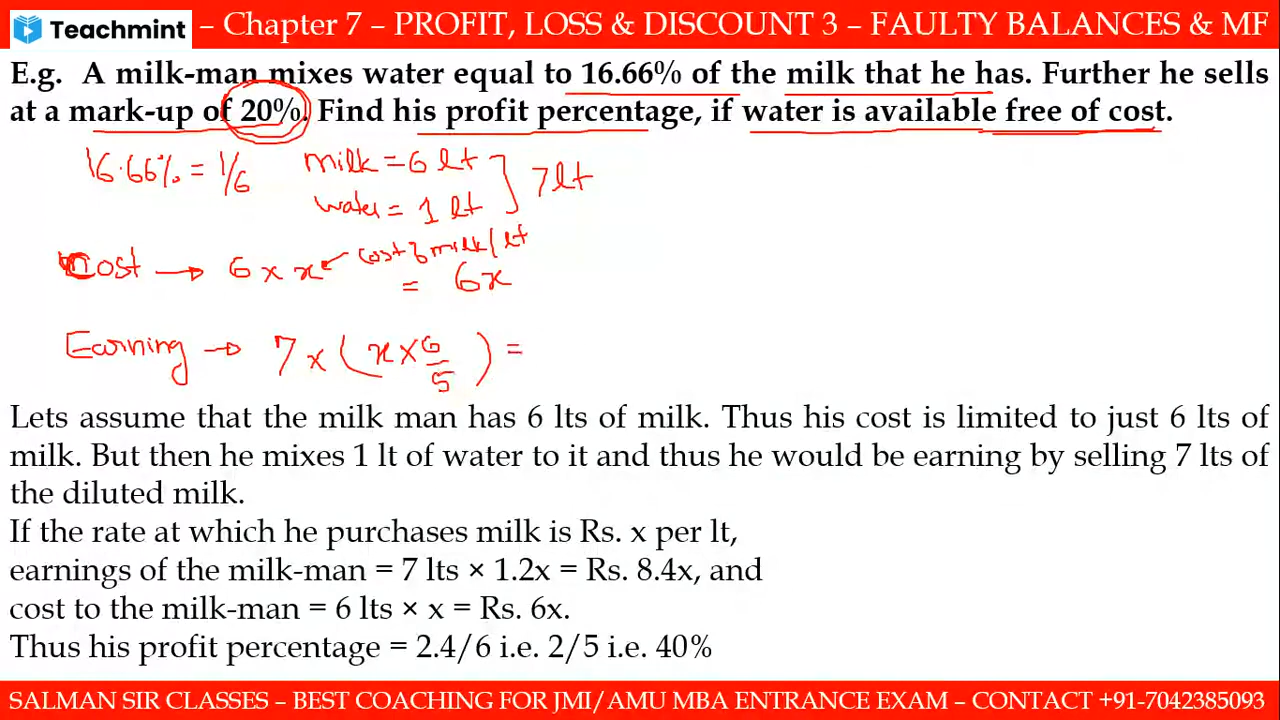 Teachmint – Chapter 7 – PROFIT, LOSS & DISCOUNT 3 – FAULTY BALANCES & MF
E.g. A milk-man mixes water equal to 16.66% of the milk that he has. Further he sells
at a mark-up of 20%. Find his profit percentage, if water is available free of cost.
16.66% = 1/6 milk = 6 lt
water = 1 lt
7 lt
Cost → 6 x x cost of milk/lt
= 6x
Earning → 7 x (x x 6/5) =
Lets assume that the milk man has 6 lts of milk. Thus his cost is limited to just 6 lts of
milk. But then he mixes 1 lt of water to it and thus he would be earning by selling 7 lts of
the diluted milk.
If the rate at which he purchases milk is Rs. x per lt,
earnings of the milk-man = 7 lts × 1.2x = Rs. 8.4x, and
cost to the milk-man = 6 lts × x = Rs. 6x.
Thus his profit percentage = 2.4/6 i.e. 2/5 i.e. 40%
SALMAN SIR CLASSES – BEST COACHING FOR JMI/AMU MBA ENTRANCE EXAM – CONTACT +91-7042385093